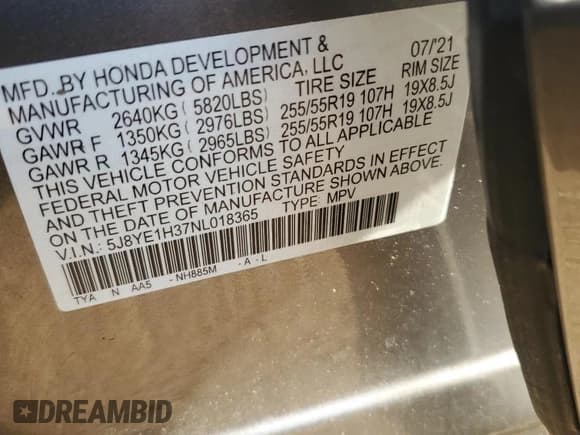 MFD. BY HONDA DEVELOPMENT & 07/'21
MANUFACTURING OF AMERICA, LLC
GVWR 2640KG ( 5820LBS) TIRE SIZE RIM SIZE
GAWR F 1350KG ( 2976LBS) 255/55R19 107H 19X8.5J
GAWR R 1345KG ( 2965LBS) 255/55R19 107H 19X8.5J
THIS VEHICLE CONFORMS TO ALL APPLICABLE
FEDERAL MOTOR VEHICLE SAFETY
AND THEFT PREVENTION STANDARDS IN EFFECT
ON THE DATE OF MANUFACTURE SHOWN ABOVE.
V.I.N.: 5J8YE1H37NL018365 TYPE: MPV
TYA N AA5 - NH885M - A - L
DREAMBID